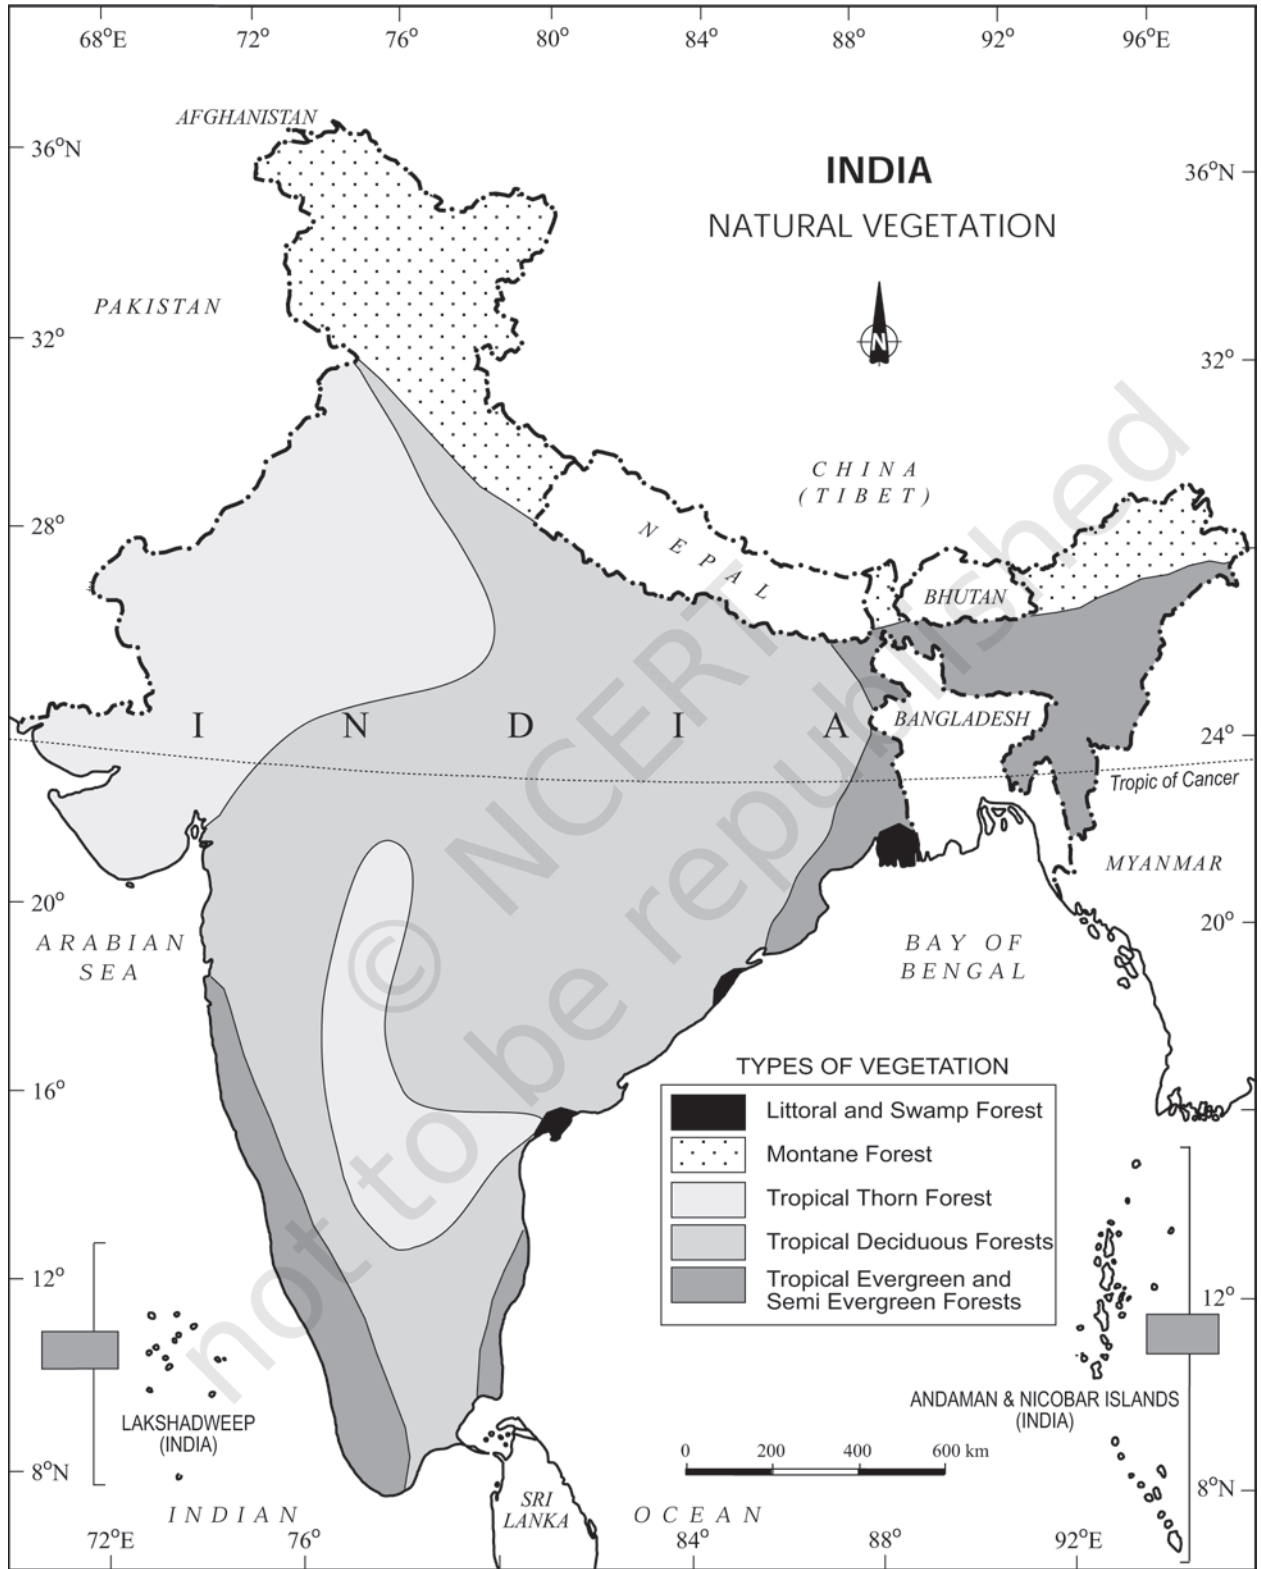 68°E 72° 76° 80° 84° 88° 92° 96°E
AFGHANISTAN
36°N
INDIA
36°N
NATURAL VEGETATION
PAKISTAN
N
32°
32°
CHINA
(TIBET)
28°
NEPAL
BHUTAN
I N D I A
BANGLADESH
24°
Tropic of Cancer
MYANMAR
20°
20°
ARABIAN
SEA
BAY OF
BENGAL
TYPES OF VEGETATION
16°
Littoral and Swamp Forest
Montane Forest
Tropical Thorn Forest
Tropical Deciduous Forests
Tropical Evergreen and
Semi Evergreen Forests
12°
12°
LAKSHADWEEP
(INDIA)
ANDAMAN & NICOBAR ISLANDS
(INDIA)
0 200 400 600 km
8°N
8°N
INDIAN OCEAN
SRI
LANKA
72°E 76° 84° 88° 92°E
© NCERT
not to be republished